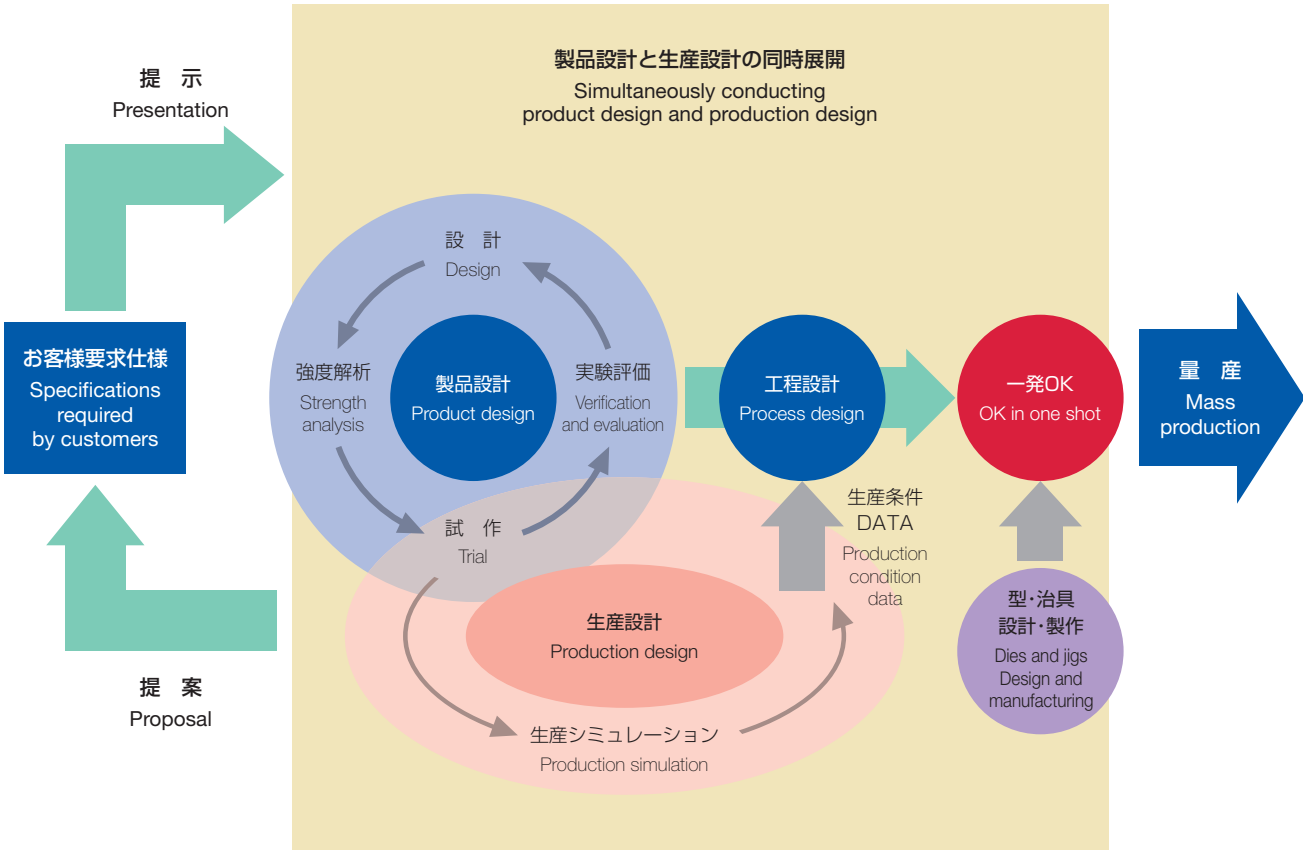 製品設計と生産設計の同時展開
Simultaneously conducting
product design and production design
提　示
Presentation
お客様要求仕様
Specifications
required
by customers
提　案
Proposal
設　計
Design
強度解析
Strength
analysis
製品設計
Product design
実験評価
Verification
and evaluation
試　作
Trial
生産設計
Production design
生産シミュレーション
Production simulation
工程設計
Process design
生産条件
DATA
Production
condition
data
一発OK
OK in one shot
型・治具
設計・製作
Dies and jigs
Design and
manufacturing
量　産
Mass
production